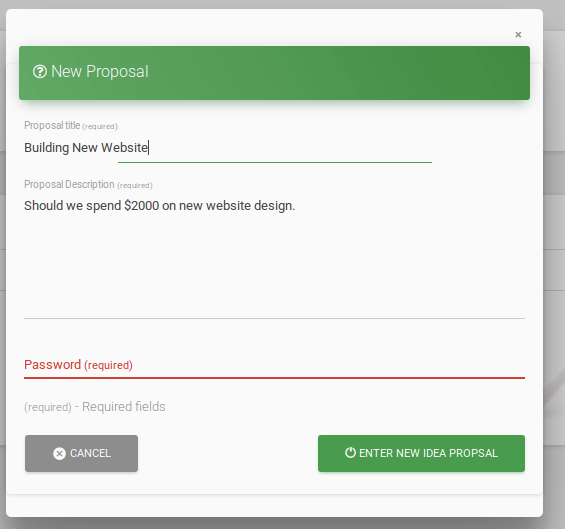 ×
New Proposal
Proposal title (required)
Building New Website
Proposal Description (required)
Should we spend $2000 on new website design.
Password (required)
(required) - Required fields
CANCEL
ENTER NEW IDEA PROPSAL